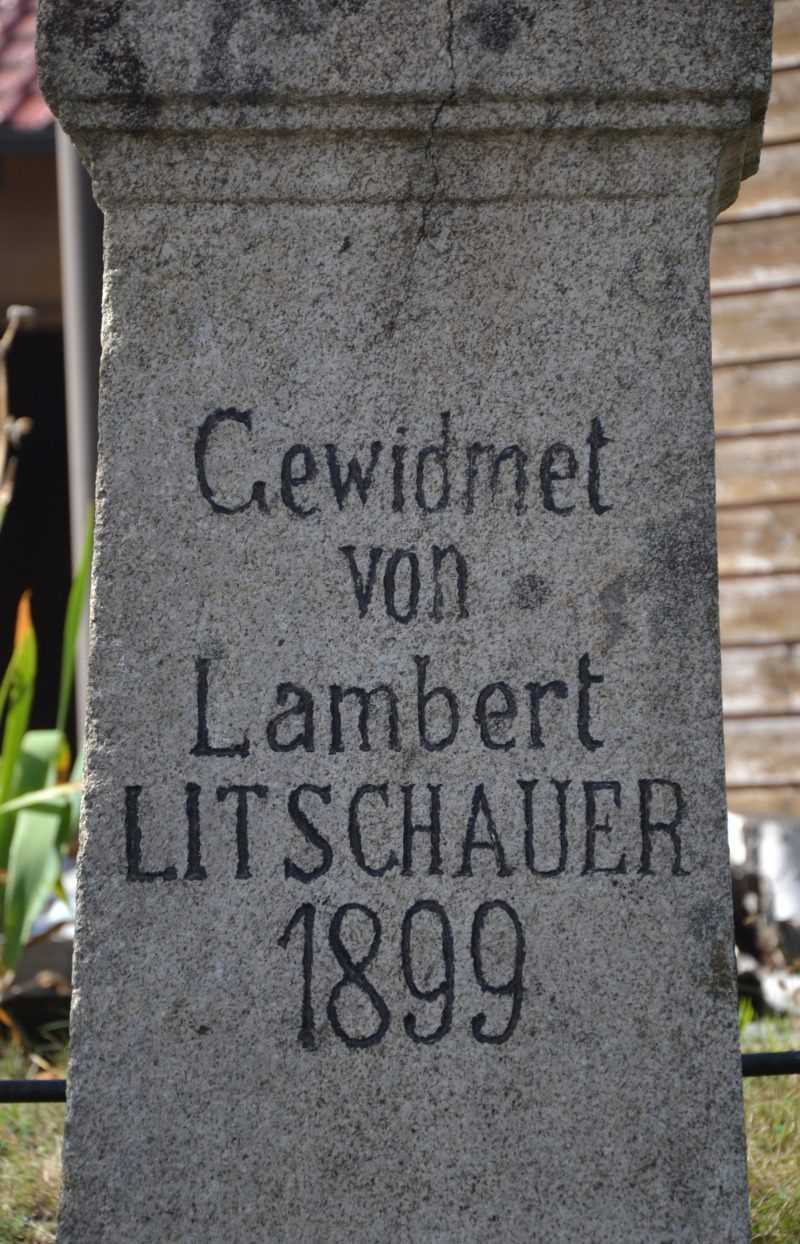 Gewidmet
von
Lambert
LITSCHAUER
1899